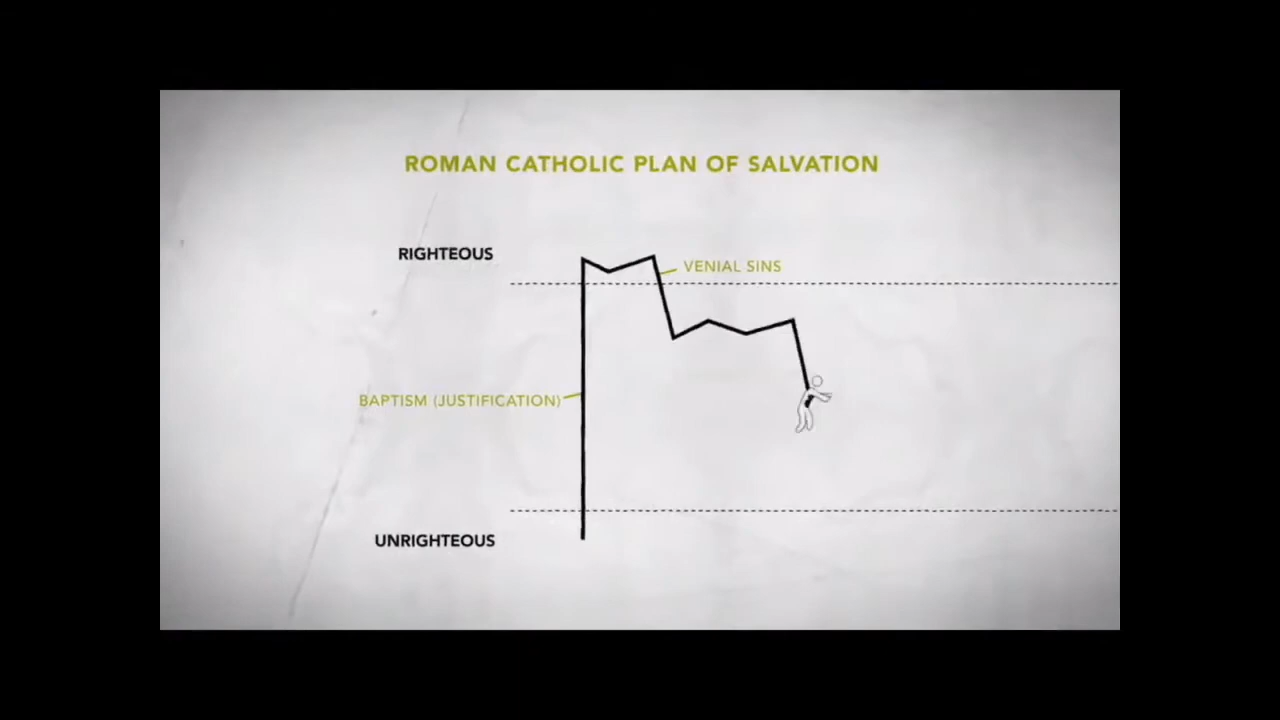 ROMAN CATHOLIC PLAN OF SALVATION
RIGHTEOUS
VENIAL SINS
BAPTISM (JUSTIFICATION)
UNRIGHTEOUS